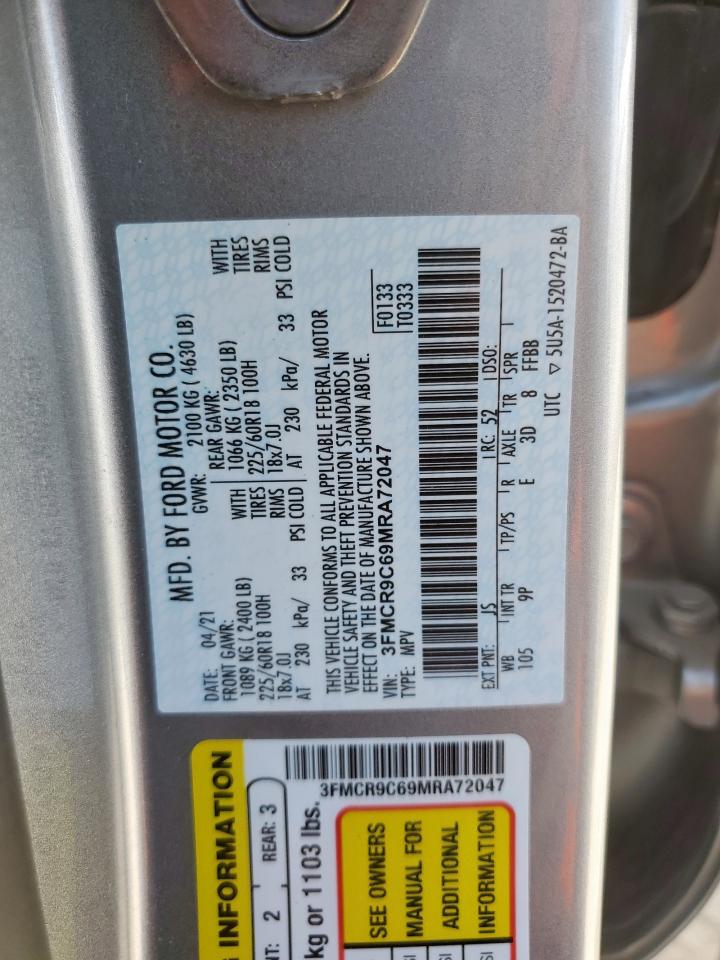 MFD. BY FORD MOTOR CO.
DATE: 04/21 GVWR: 2100 KG ( 4630 LB)
FRONT GAWR: REAR GAWR:
1089 KG ( 2400 LB) WITH 1066 KG ( 2350 LB) WITH
225/60R18 100H TIRES 225/60R18 100H TIRES
18x7.0J RIMS 18x7.0J RIMS
AT 230 kPa/ 33 PSI COLD AT 230 kPa/ 33 PSI COLD
THIS VEHICLE CONFORMS TO ALL APPLICABLE FEDERAL MOTOR
VEHICLE SAFETY AND THEFT PREVENTION STANDARDS IN
EFFECT ON THE DATE OF MANUFACTURE SHOWN ABOVE.
VIN: 3FMCR9C69MRA72047 F0133
TYPE: MPV T0333
EXT PNT: JS RC: 52 DSO:
WB INT TR TP/PS R AXLE TR SPR
105 9P E 3D 8 FFBB
UTC ▽ 5U5A-1520472-BA
G INFORMATION
NT: 2 REAR: 3
kg or 1103 lbs.
3FMCR9C69MRA72047
SEE OWNERS
MANUAL FOR
ADDITIONAL
INFORMATION